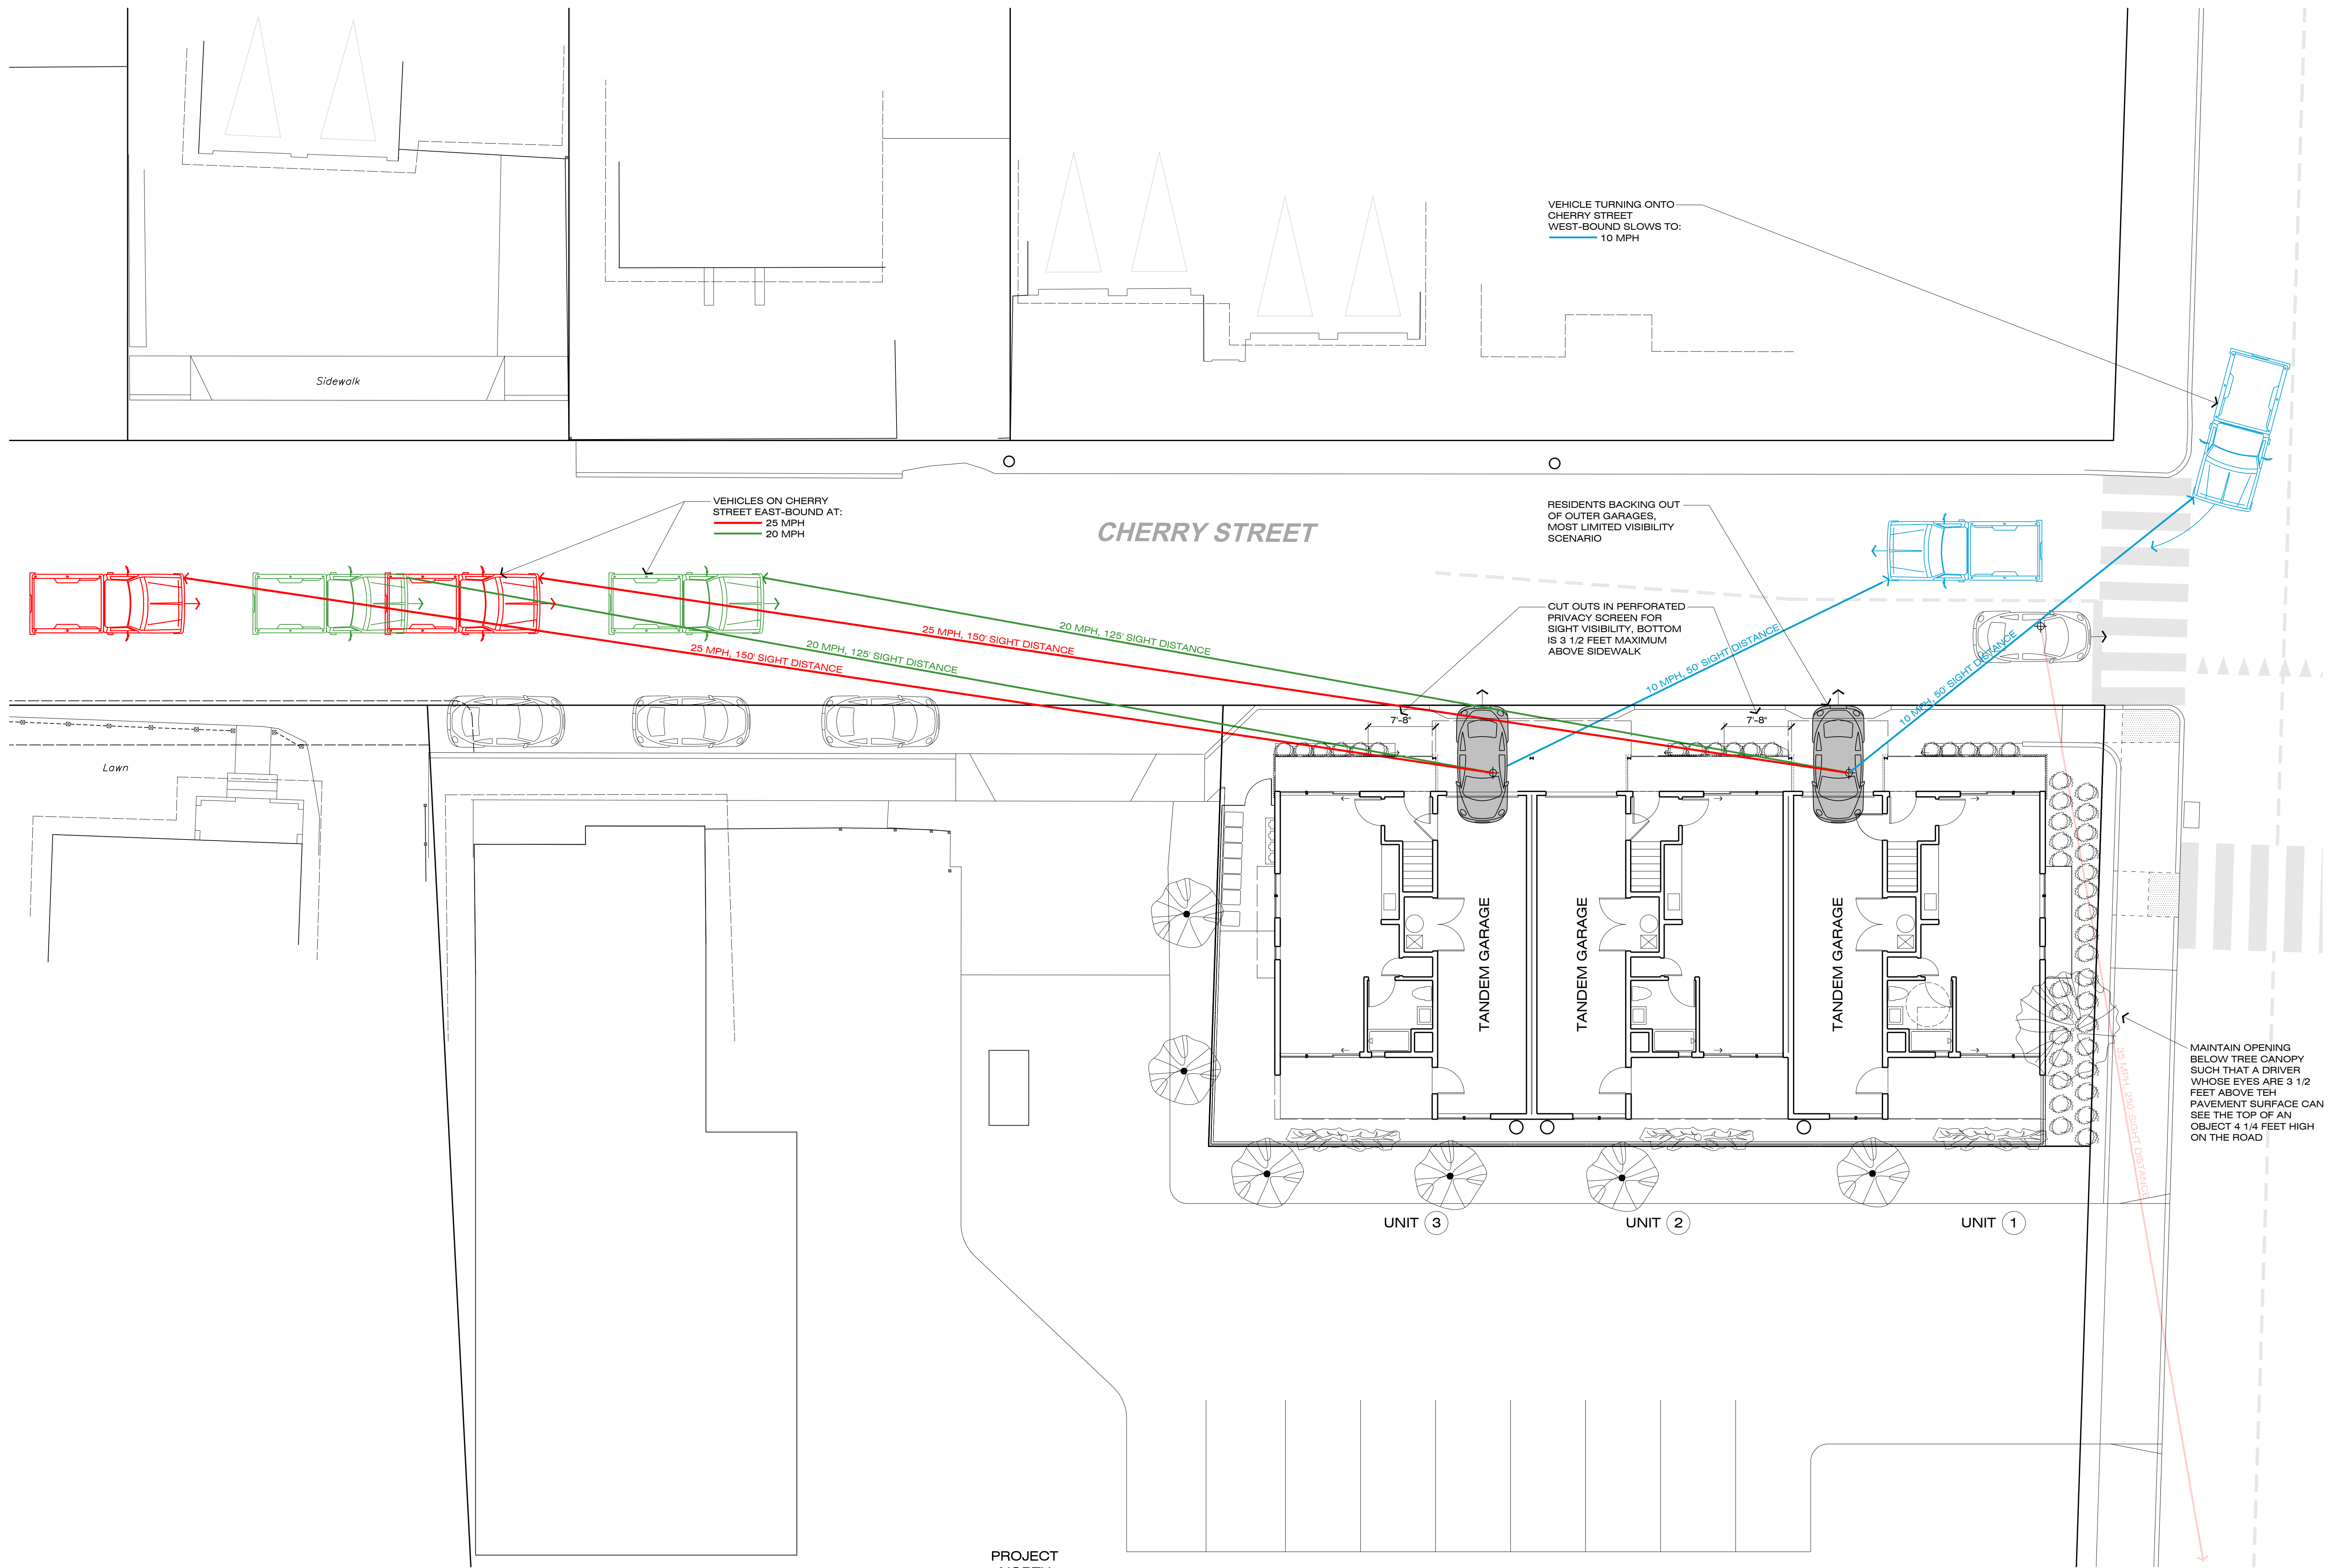 VEHICLE TURNING ONTO
CHERRY STREET
WEST-BOUND SLOWS TO:
10 MPH
Sidewalk
VEHICLES ON CHERRY
STREET EAST-BOUND AT:
25 MPH
20 MPH
CHERRY STREET
RESIDENTS BACKING OUT
OF OUTER GARAGES,
MOST LIMITED VISIBILITY
SCENARIO
CUT OUTS IN PERFORATED
PRIVACY SCREEN FOR
SIGHT VISIBILITY, BOTTOM
IS 3 1/2 FEET MAXIMUM
ABOVE SIDEWALK
25 MPH, 150' SIGHT DISTANCE
20 MPH, 125' SIGHT DISTANCE
25 MPH, 150' SIGHT DISTANCE
20 MPH, 125' SIGHT DISTANCE
10 MPH, 50' SIGHT DISTANCE
10 MPH, 50' SIGHT DISTANCE
7'-8"
7'-8"
Lawn
TANDEM GARAGE
TANDEM GARAGE
TANDEM GARAGE
35 MPH, 250' SIGHT DISTANCE
MAINTAIN OPENING
BELOW TREE CANOPY
SUCH THAT A DRIVER
WHOSE EYES ARE 3 1/2
FEET ABOVE TEH
PAVEMENT SURFACE CAN
SEE THE TOP OF AN
OBJECT 4 1/4 FEET HIGH
ON THE ROAD
UNIT 3
UNIT 2
UNIT 1
PROJECT
NORTH